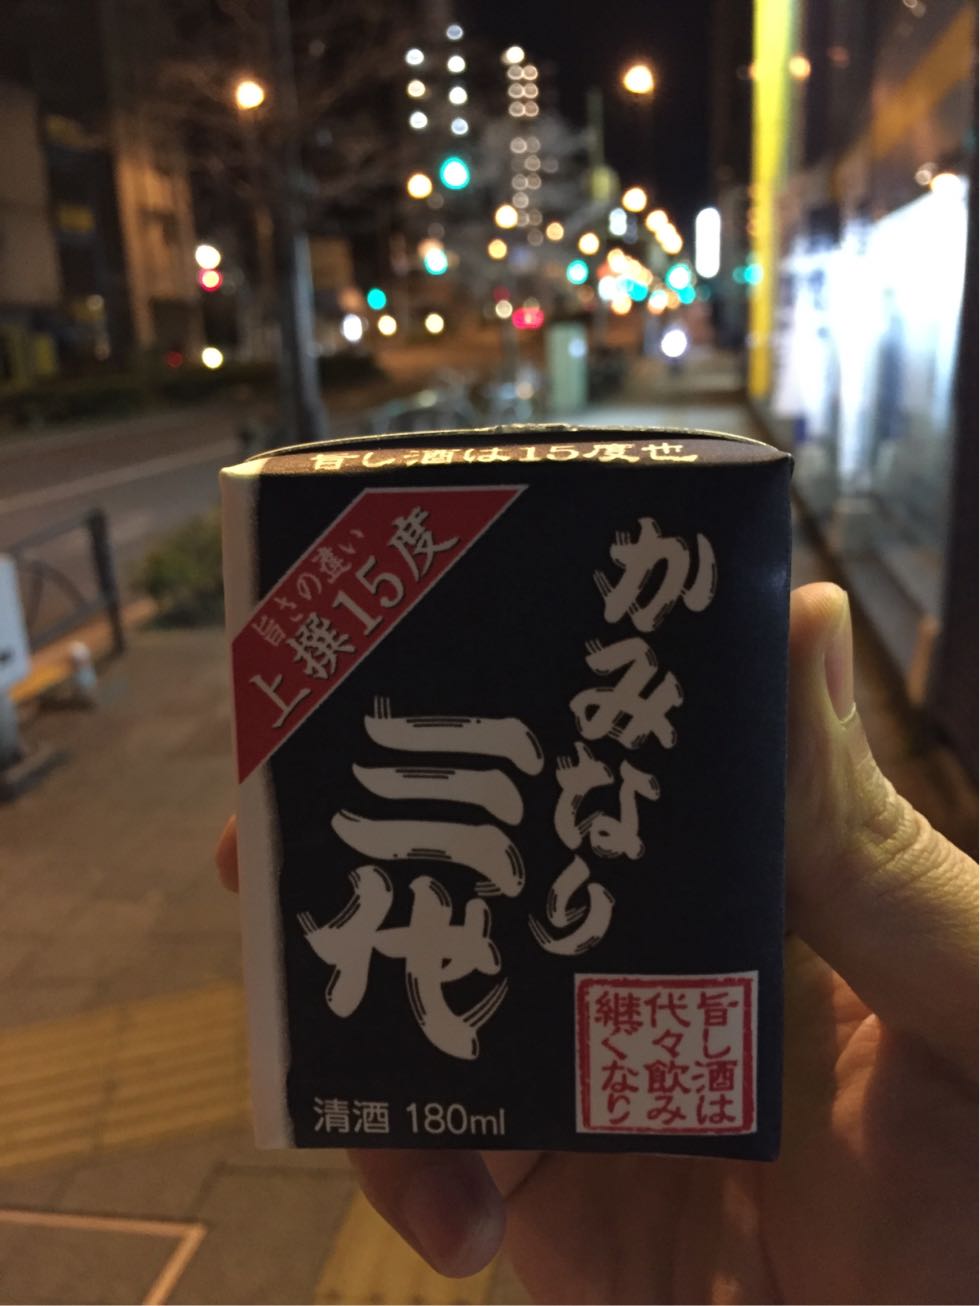 旨し酒は15度也
旨さの違い
上撰15度
かみなり
三代
旨し酒は
代々飲み
継ぐなり
清酒 180ml